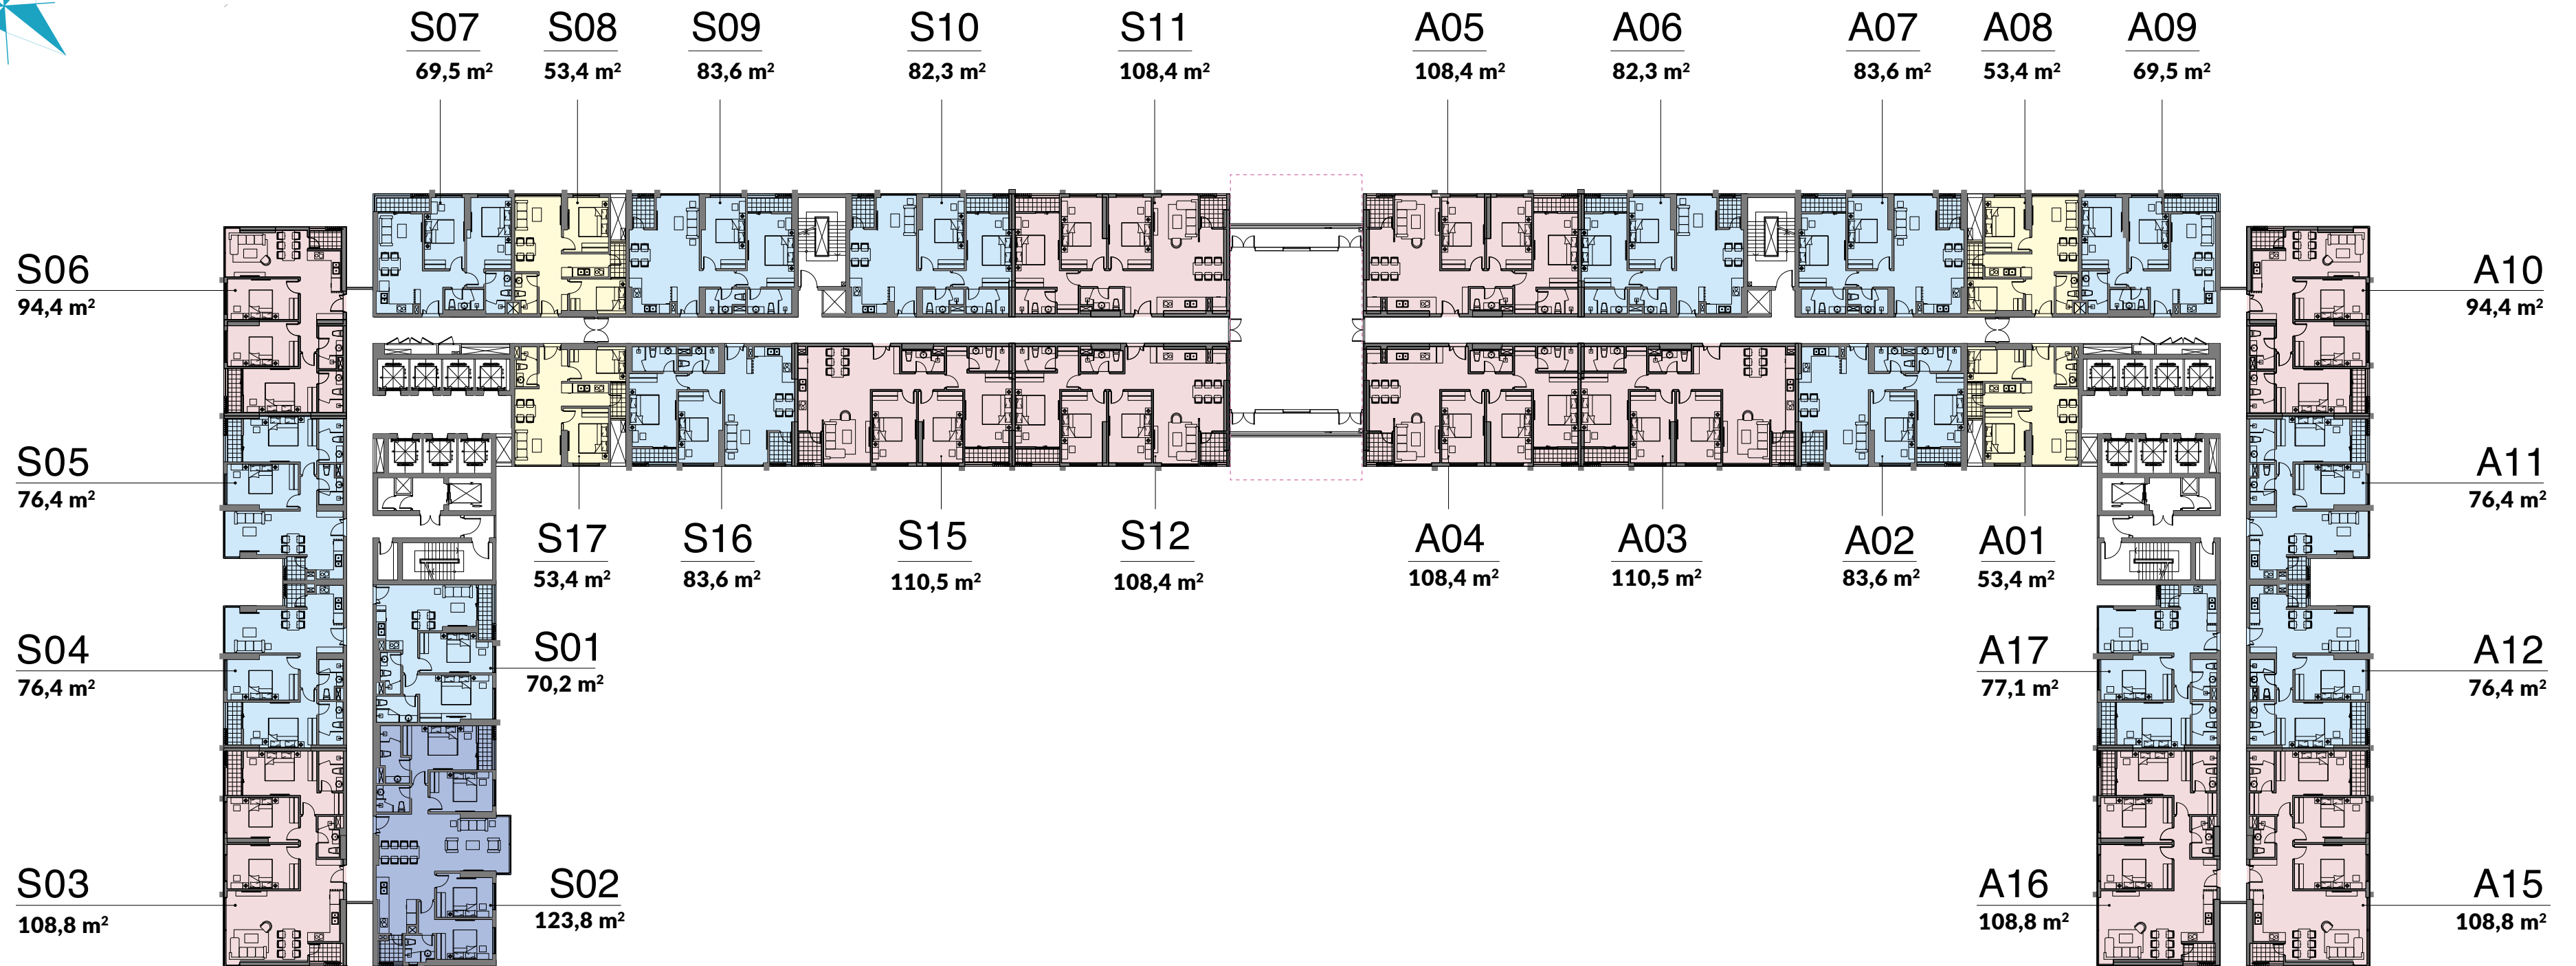 S07
69,5 m²
S08
53,4 m²
S09
83,6 m²
S10
82,3 m²
S11
108,4 m²
A05
108,4 m²
A06
82,3 m²
A07
83,6 m²
A08
53,4 m²
A09
69,5 m²
S06
94,4 m²
A10
94,4 m²
S05
76,4 m²
A11
76,4 m²
S17
53,4 m²
S16
83,6 m²
S15
110,5 m²
S12
108,4 m²
A04
108,4 m²
A03
110,5 m²
A02
83,6 m²
A01
53,4 m²
S04
76,4 m²
S01
70,2 m²
A17
77,1 m²
A12
76,4 m²
S03
108,8 m²
S02
123,8 m²
A16
108,8 m²
A15
108,8 m²